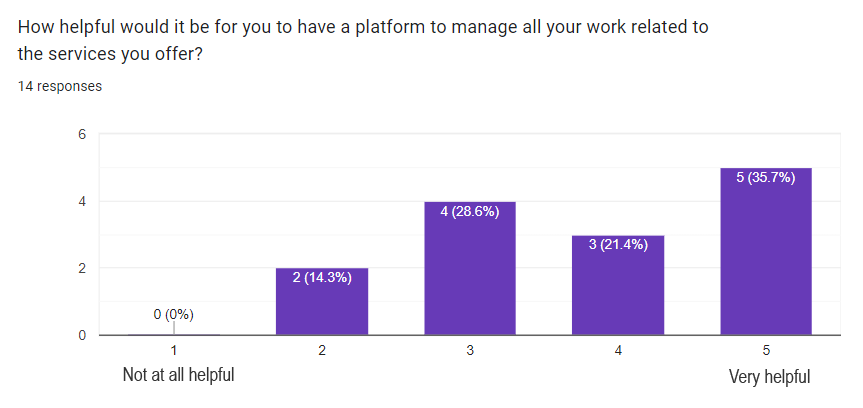 How helpful would it be for you to have a platform to manage all your work related to
the services you offer?
14 responses
6
4
2
0
0 (0%)
2 (14.3%)
4 (28.6%)
3 (21.4%)
5 (35.7%)
1
2
3
4
5
Not at all helpful
Very helpful